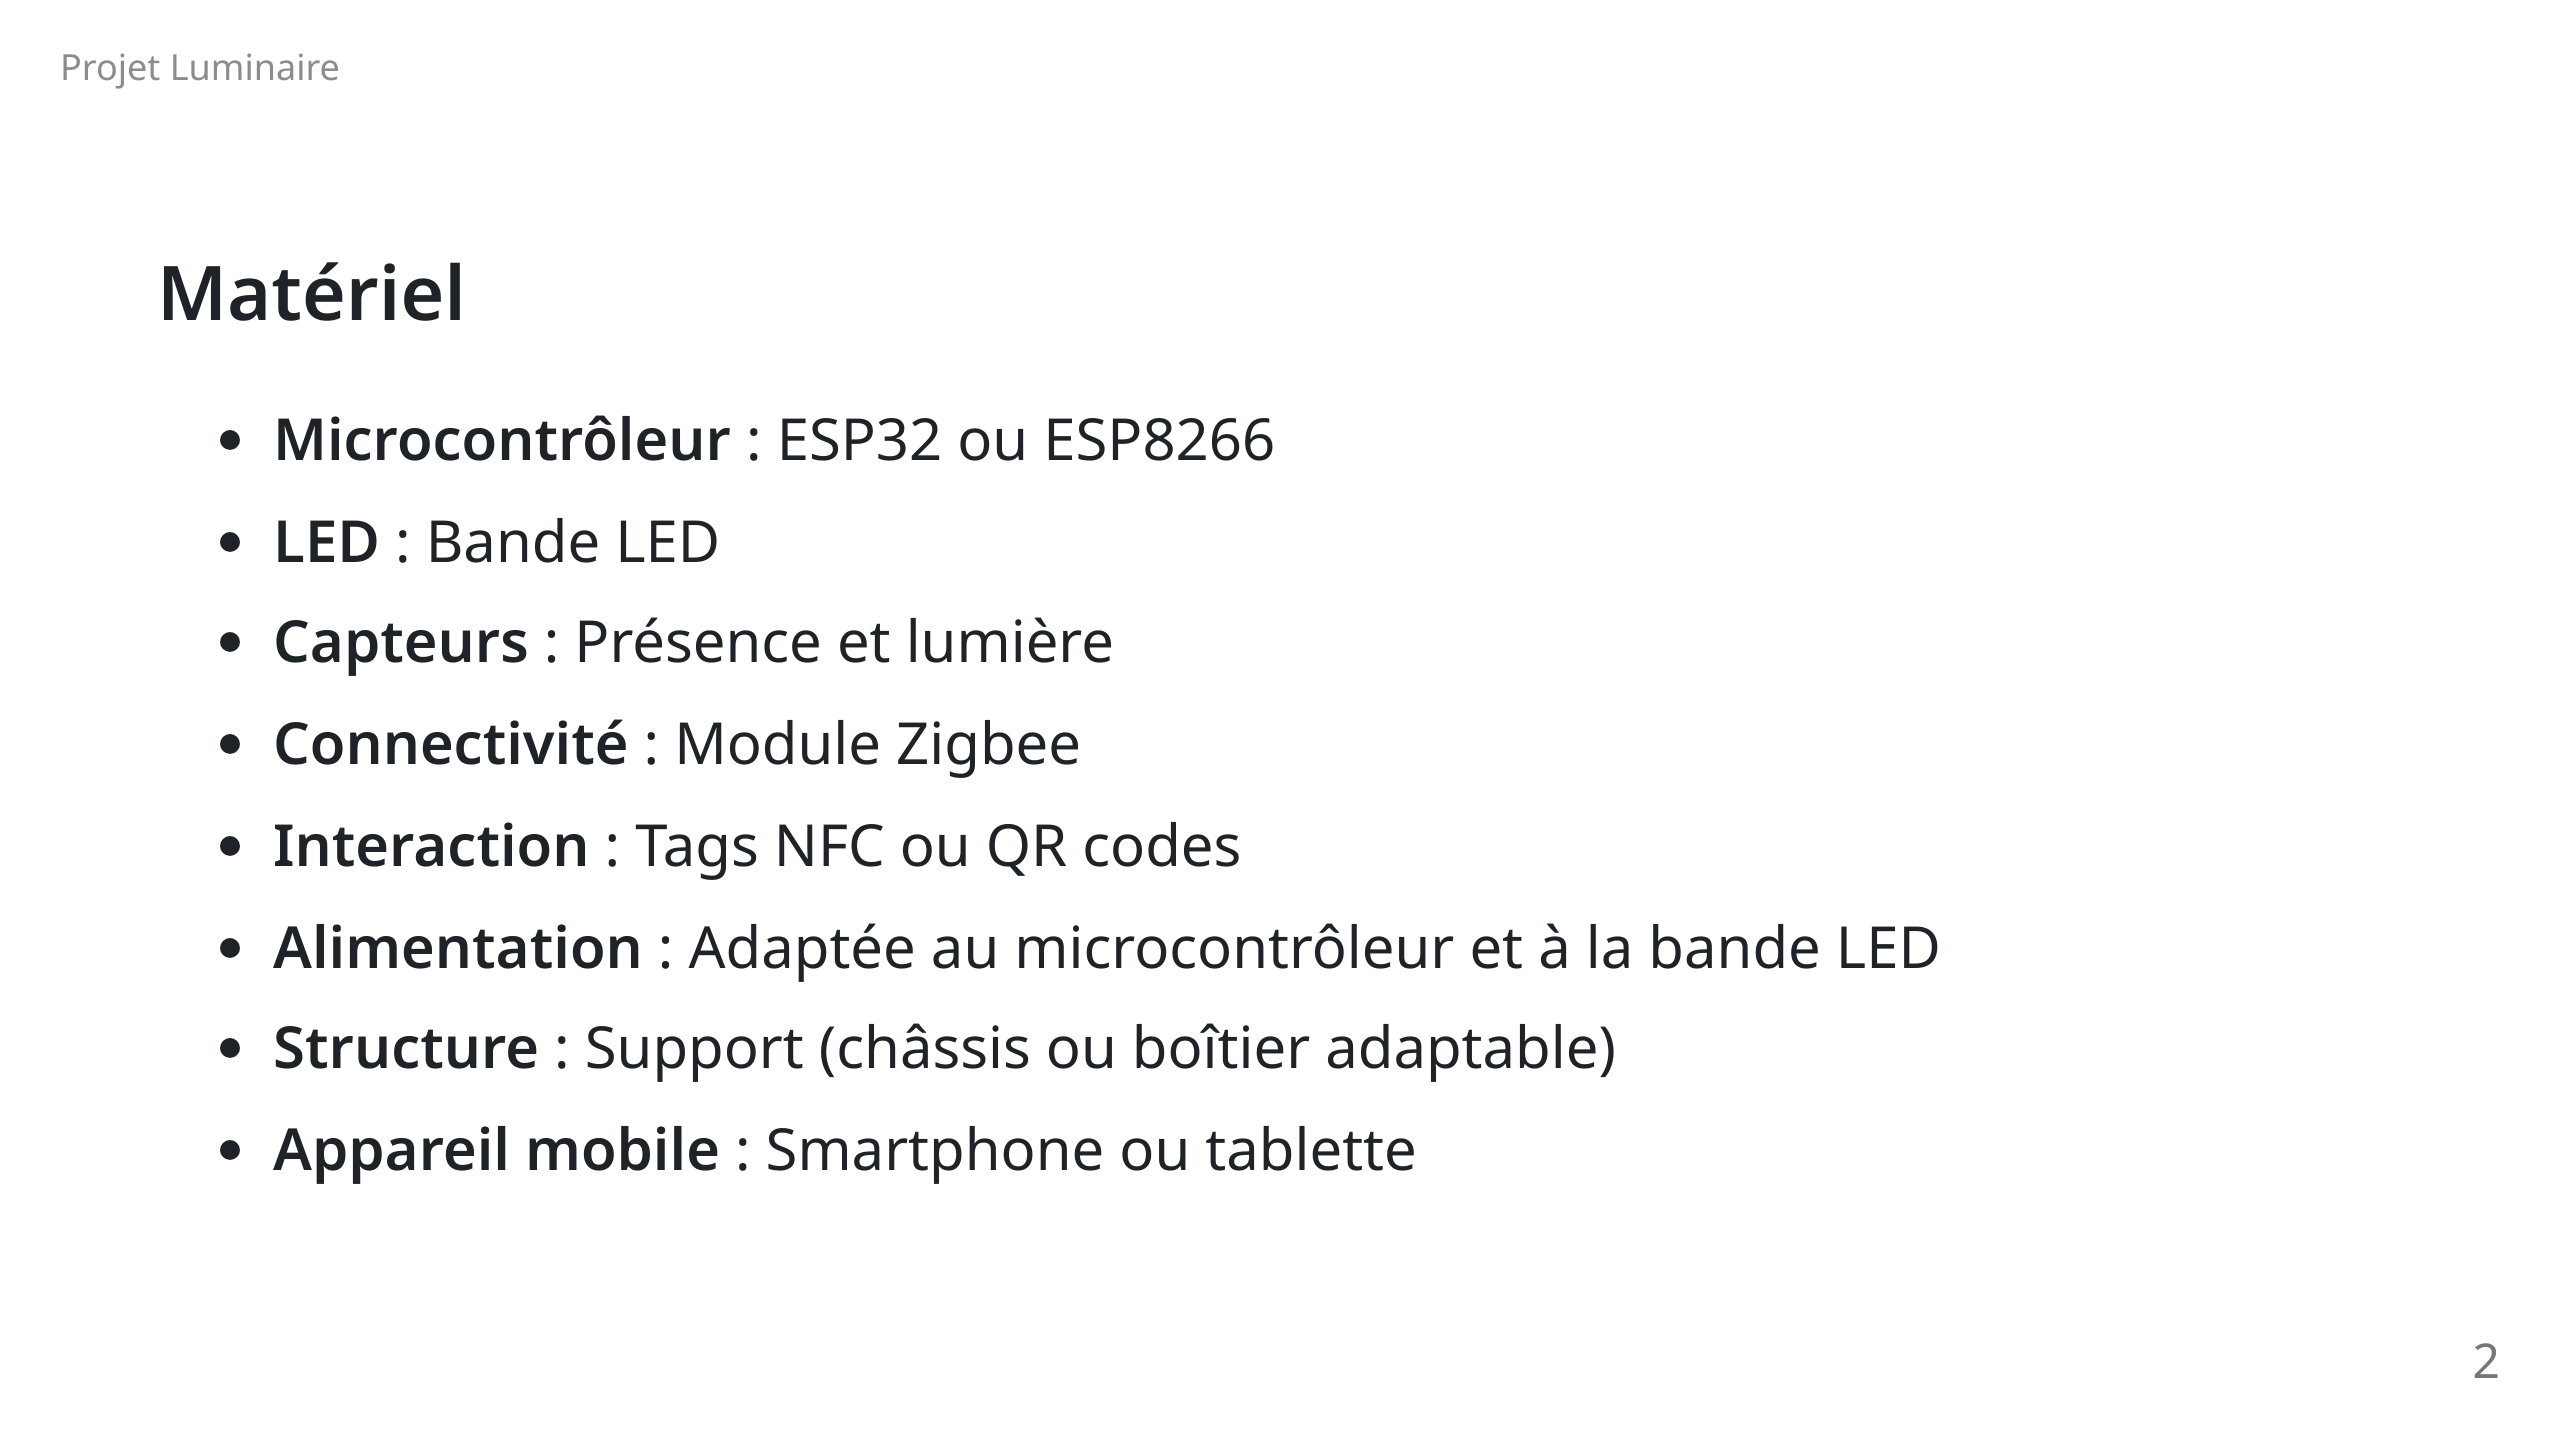 Projet Luminaire
Matériel
• Microcontrôleur : ESP32 ou ESP8266
• LED : Bande LED
• Capteurs : Présence et lumière
• Connectivité : Module Zigbee
• Interaction : Tags NFC ou QR codes
• Alimentation : Adaptée au microcontrôleur et à la bande LED
• Structure : Support (châssis ou boîtier adaptable)
• Appareil mobile : Smartphone ou tablette
2